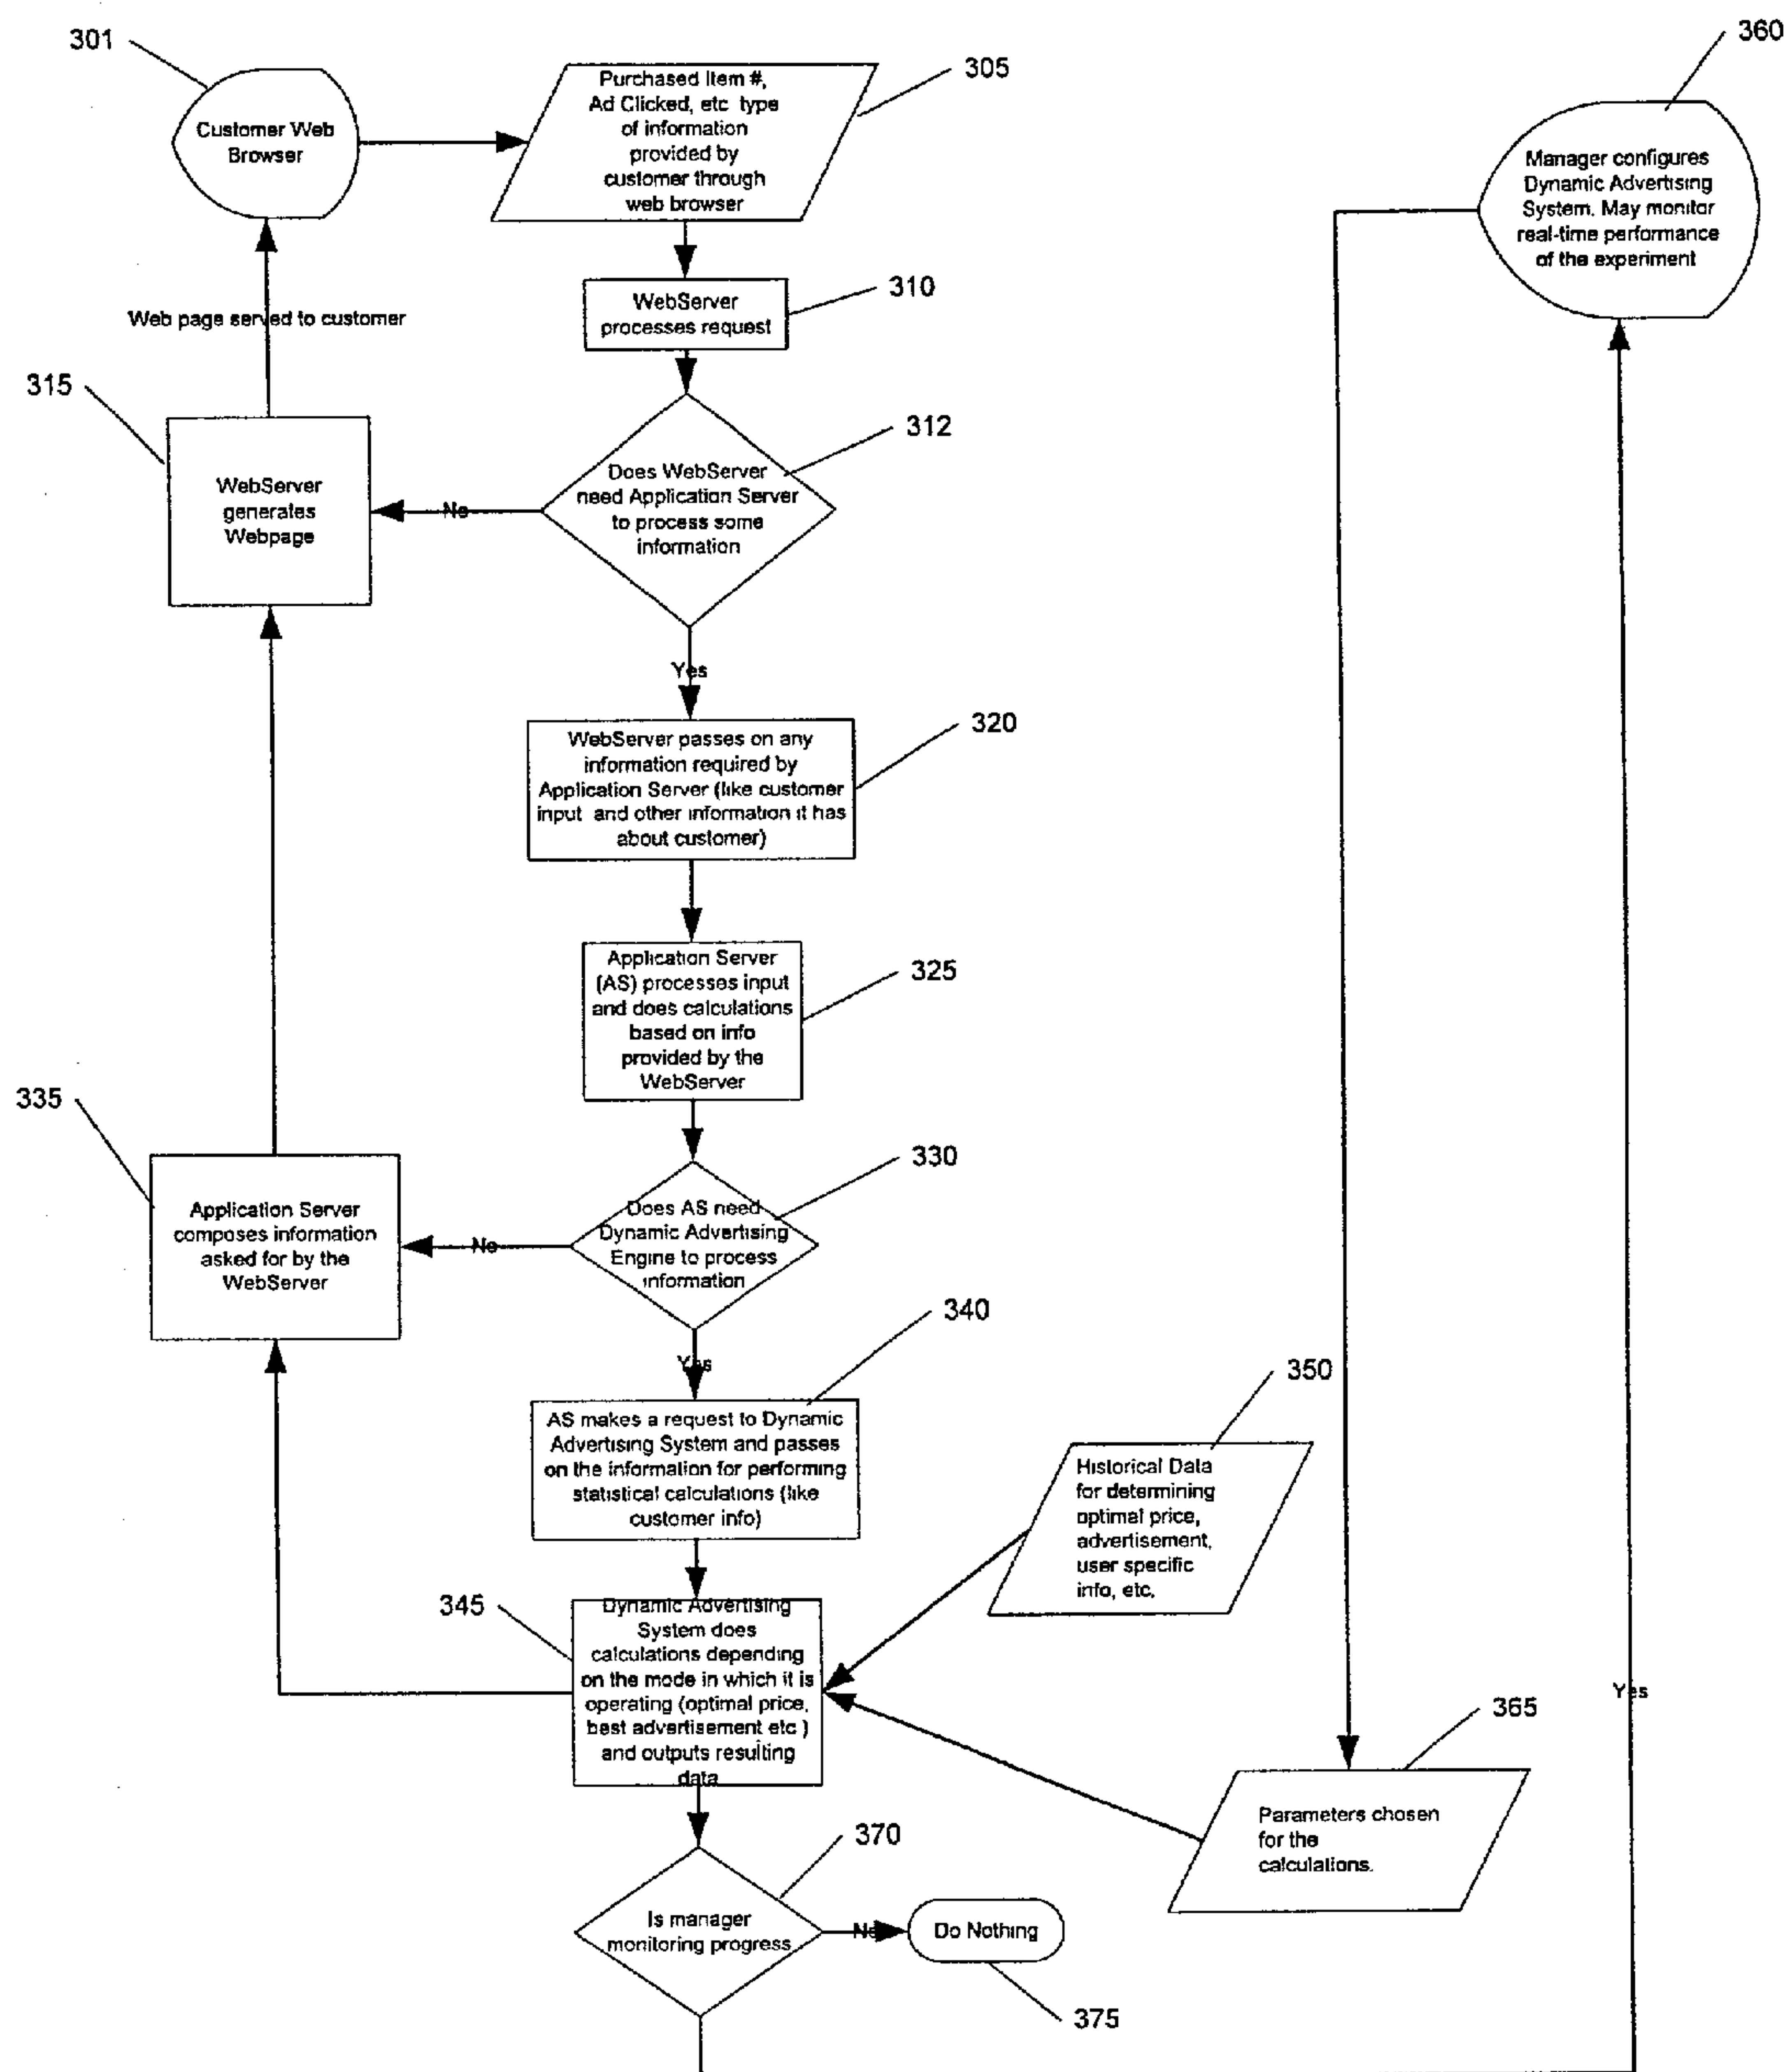 301
360
305
Purchased Item #,
Ad Clicked, etc type
of information
provided by
customer through
web browser
Customer Web
Browser
Manager configures
Dynamic Advertising
System. May monitor
real-time performance
of the experiment
310
WebServer
processes request
Web page served to customer
315
312
Does WebServer
need Application Server
to process some
information
WebServer
generates
Webpage
No
Yes
320
WebServer passes on any
information required by
Application Server (like customer
input and other information it has
about customer)
325
Application Server
(AS) processes input
and does calculations
based on info
provided by the
WebServer
335
330
Does AS need
Dynamic Advertising
Engine to process
information
Application Server
composes information
asked for by the
WebServer
No
340
Yes
350
AS makes a request to Dynamic
Advertising System and passes
on the information for performing
statistical calculations (like
customer info)
Historical Data
for determining
optimal price,
advertisement,
user specific
info, etc.
345
Dynamic Advertising
System does
calculations depending
on the mode in which it is
operating (optimal price,
best advertisement etc )
and outputs resulting
data
Yes
365
Parameters chosen
for the
calculations.
370
Is manager
monitoring progress
No
Do Nothing
375